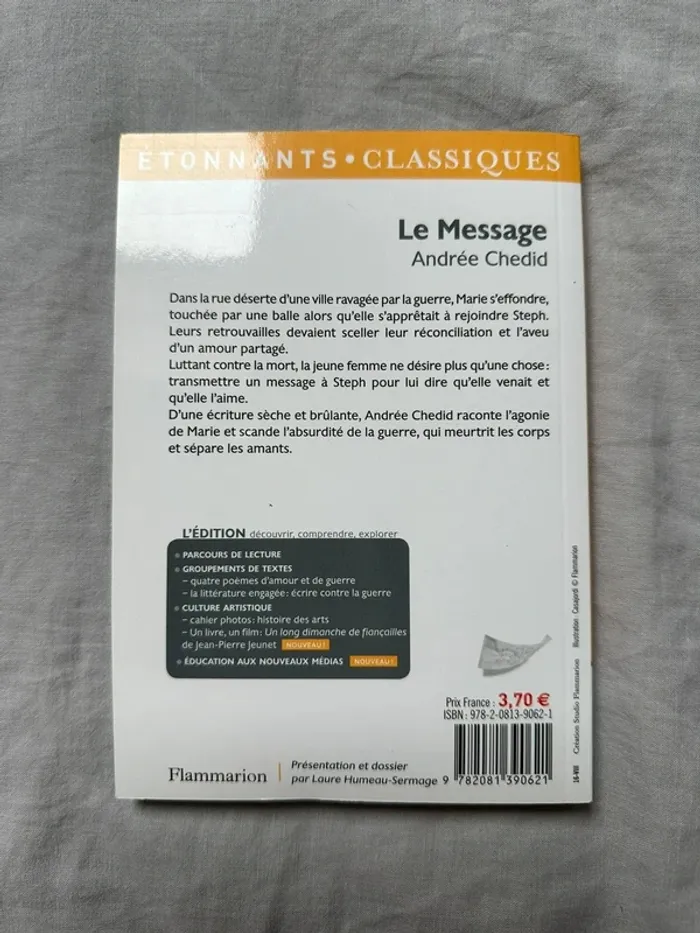 ÉTONNANTS • CLASSIQUES
Le Message
Andrée Chedid
Dans la rue déserte d'une ville ravagée par la guerre, Marie s'effondre,
touchée par une balle alors qu'elle s'apprêtait à rejoindre Steph.
Leurs retrouvailles devaient sceller leur réconciliation et l'aveu
d'un amour partagé.
Luttant contre la mort, la jeune femme ne désire plus qu'une chose :
transmettre un message à Steph pour lui dire qu'elle venait et
qu'elle l'aime.
D'une écriture sèche et brûlante, Andrée Chedid raconte l'agonie
de Marie et scande l'absurdité de la guerre, qui meurtrit les corps
et sépare les amants.
L'ÉDITION découvrir, comprendre, explorer
• PARCOURS DE LECTURE
• GROUPEMENTS DE TEXTES
– quatre poèmes d'amour et de guerre
– la littérature engagée : écrire contre la guerre
• CULTURE ARTISTIQUE
– cahier photos : histoire des arts
– Un livre, un film : Un long dimanche de fiançailles
de Jean-Pierre Jeunet NOUVEAU !
• ÉDUCATION AUX NOUVEAUX MÉDIAS NOUVEAU !
Prix France : 3,70 €
ISBN : 978-2-0813-9062-1
9 782081 390621
Flammarion
Présentation et dossier
par Laure Humeau-Sermage
16-VIII Création Studio Flammarion Illustration : Casajordi © Flammarion